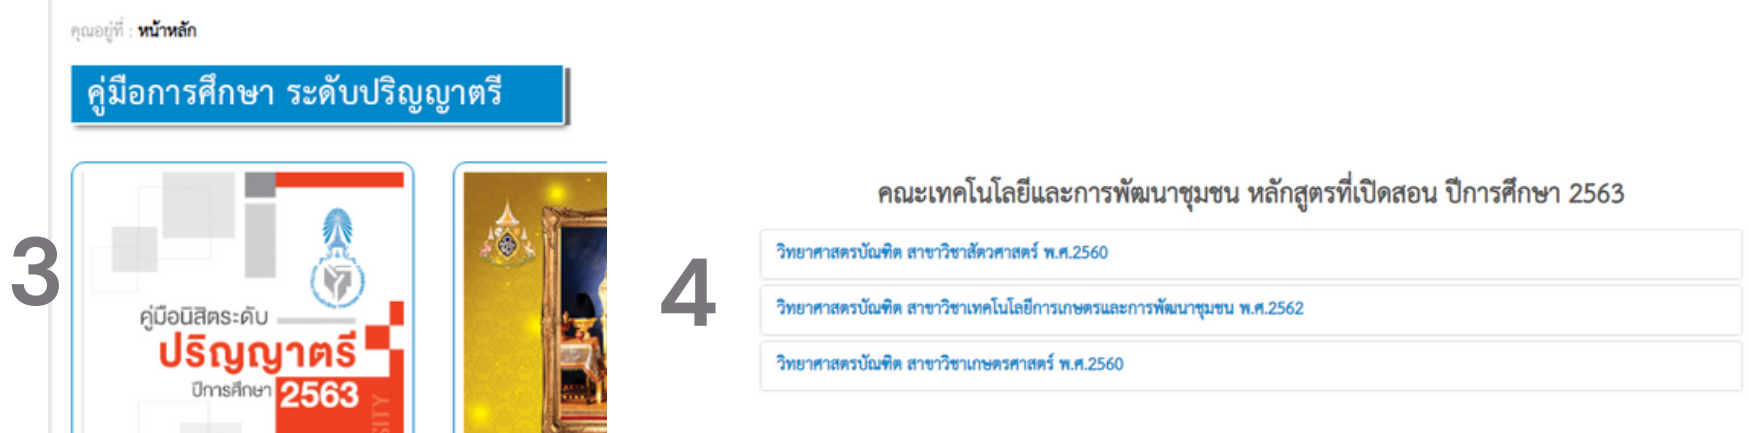 คุณอยู่ที่ : หน้าหลัก
คู่มือการศึกษา ระดับปริญญาตรี
3
คู่มือนิสิตระดับ
ปริญญาตรี
ปีการศึกษา 2563
SITY
4
คณะเทคโนโลยีและการพัฒนาชุมชน หลักสูตรที่เปิดสอน ปีการศึกษา 2563
วิทยาศาสตรบัณฑิต สาขาวิชาสัตวศาสตร์ พ.ศ.2560
วิทยาศาสตรบัณฑิต สาขาวิชาเทคโนโลยีการเกษตรและการพัฒนาชุมชน พ.ศ.2562
วิทยาศาสตรบัณฑิต สาขาวิชาเกษตรศาสตร์ พ.ศ.2560